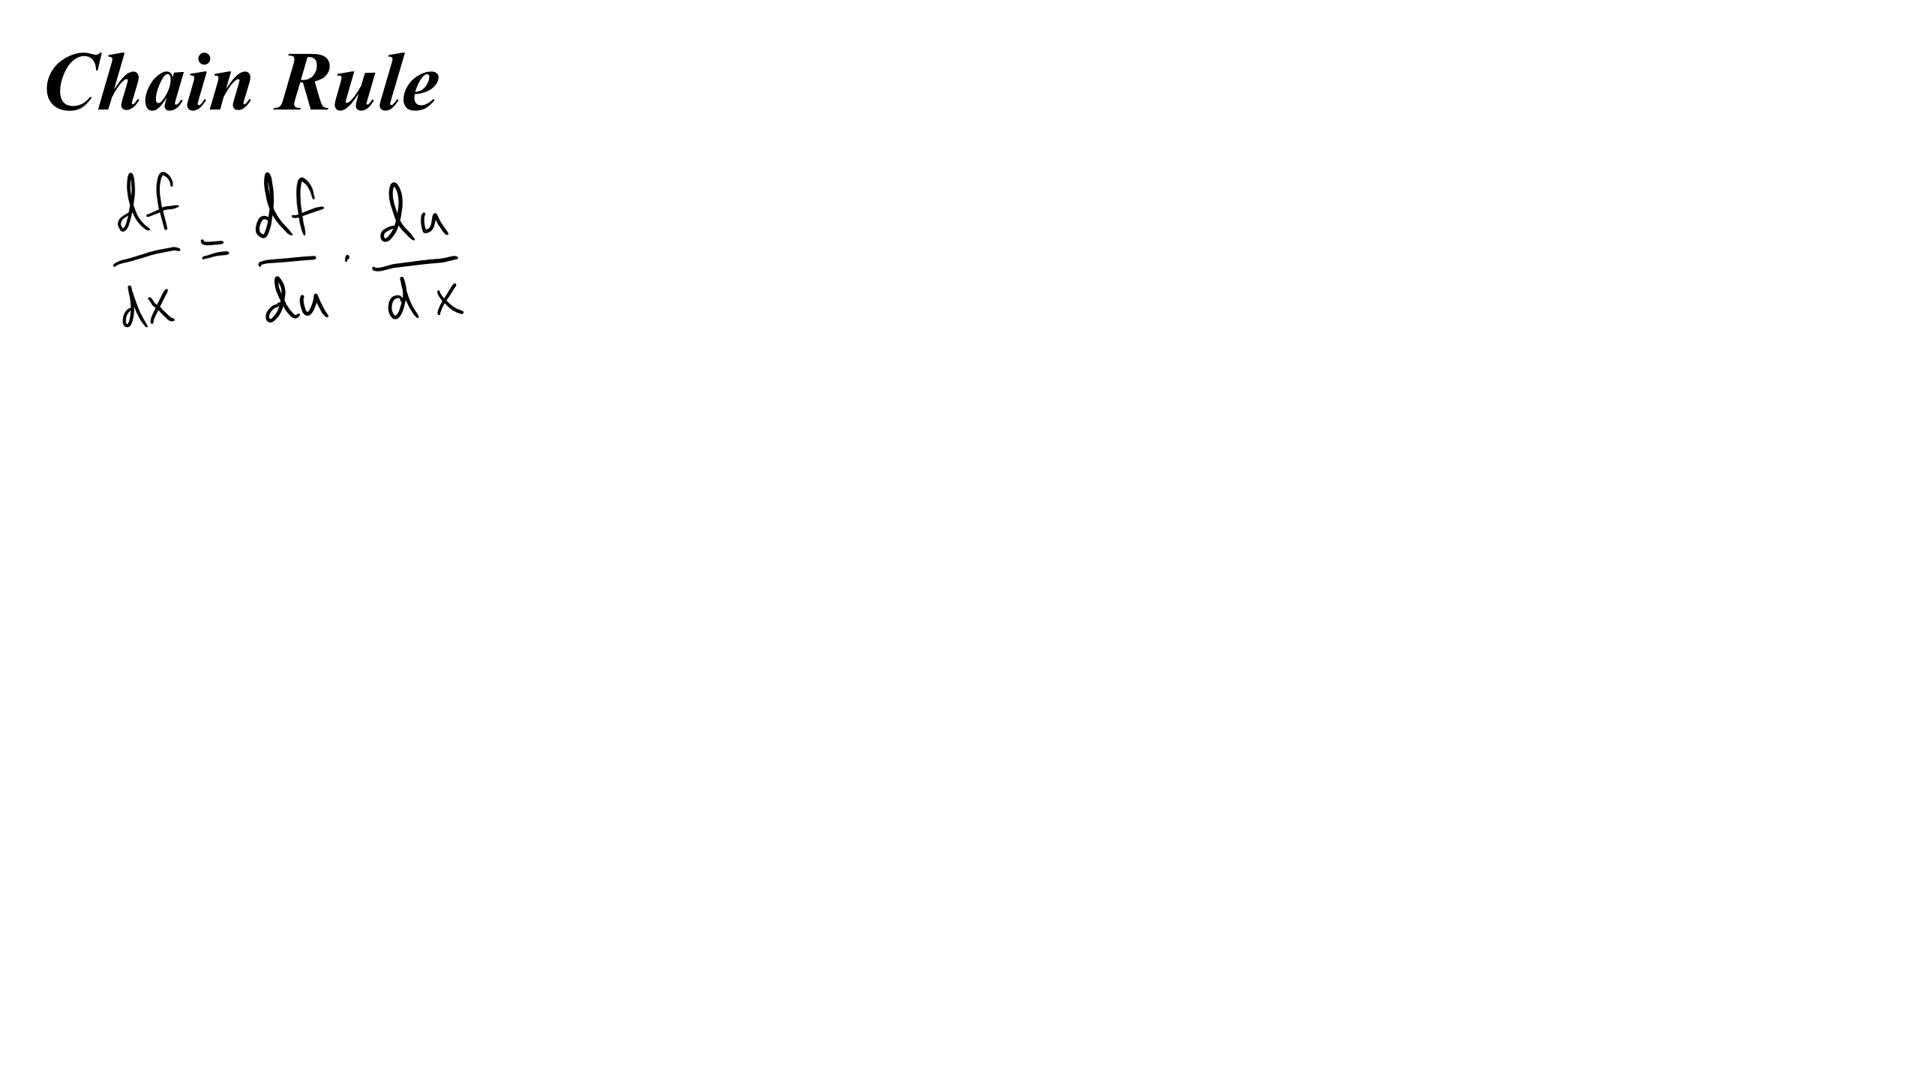 Chain Rule
df/dx = df/du · du/dx